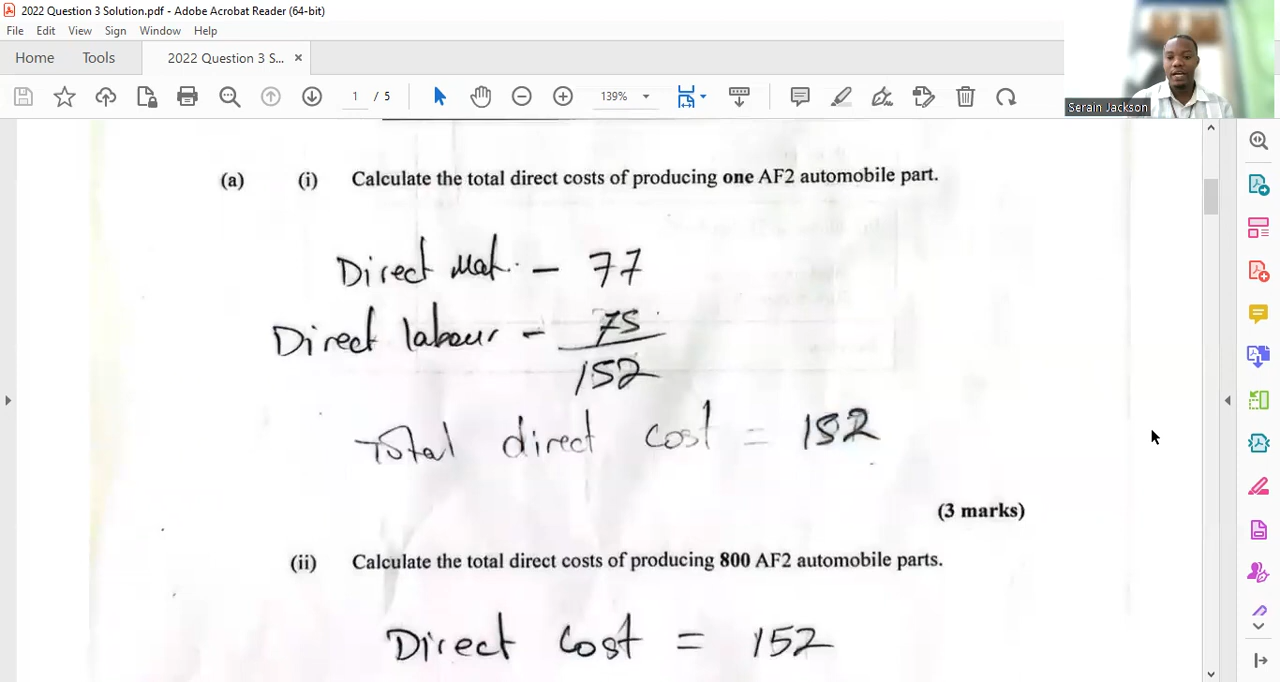 2022 Question 3 Solution.pdf - Adobe Acrobat Reader (64-bit)
File Edit View Sign Window Help
Home Tools 2022 Question 3 S... ×
1 / 5 139%
Serain Jackson
(a) (i) Calculate the total direct costs of producing one AF2 automobile part.
Direct Mat. - 77
Direct labour - 75
152
Total direct cost = 152
(3 marks)
(ii) Calculate the total direct costs of producing 800 AF2 automobile parts.
Direct Cost = 152